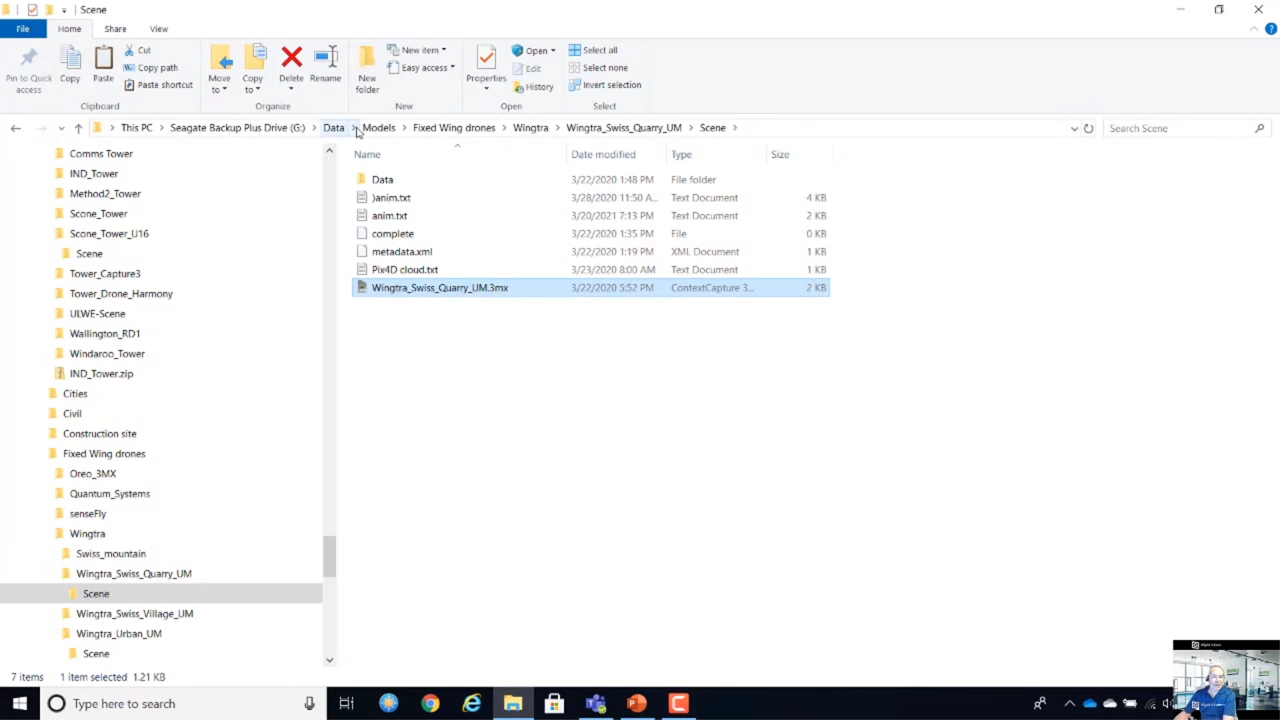 Scene
File Home Share View
Pin to Quick access
Copy
Paste
Cut
Copy path
Paste shortcut
Clipboard
Move to
Copy to
Delete
Rename
Organize
New folder
New item
Easy access
New
Properties
Open
Edit
History
Open
Select all
Select none
Invert selection
Select
This PC Seagate Backup Plus Drive (G:) Data Models Fixed Wing drones Wingtra Wingtra_Swiss_Quarry_UM Scene
Search Scene
Comms Tower
IND_Tower
Method2_Tower
Scone_Tower
Scone_Tower_U16
Scene
Tower_Capture3
Tower_Drone_Harmony
ULWE-Scene
Wallington_RD1
Windaroo_Tower
IND_Tower.zip
Cities
Civil
Construction site
Fixed Wing drones
Oreo_3MX
Quantum_Systems
senseFly
Wingtra
Swiss_mountain
Wingtra_Swiss_Quarry_UM
Scene
Wingtra_Swiss_Village_UM
Wingtra_Urban_UM
Scene
Name Date modified Type Size
Data 3/22/2020 1:48 PM File folder
)anim.txt 3/28/2020 11:50 A... Text Document 4 KB
anim.txt 3/20/2021 7:13 PM Text Document 2 KB
complete 3/22/2020 1:35 PM File 0 KB
metadata.xml 3/22/2020 1:19 PM XML Document 1 KB
Pix4D cloud.txt 3/23/2020 8:00 AM Text Document 1 KB
Wingtra_Swiss_Quarry_UM.3mx 3/22/2020 5:52 PM ContextCapture 3... 2 KB
7 items 1 item selected 1.21 KB
Type here to search